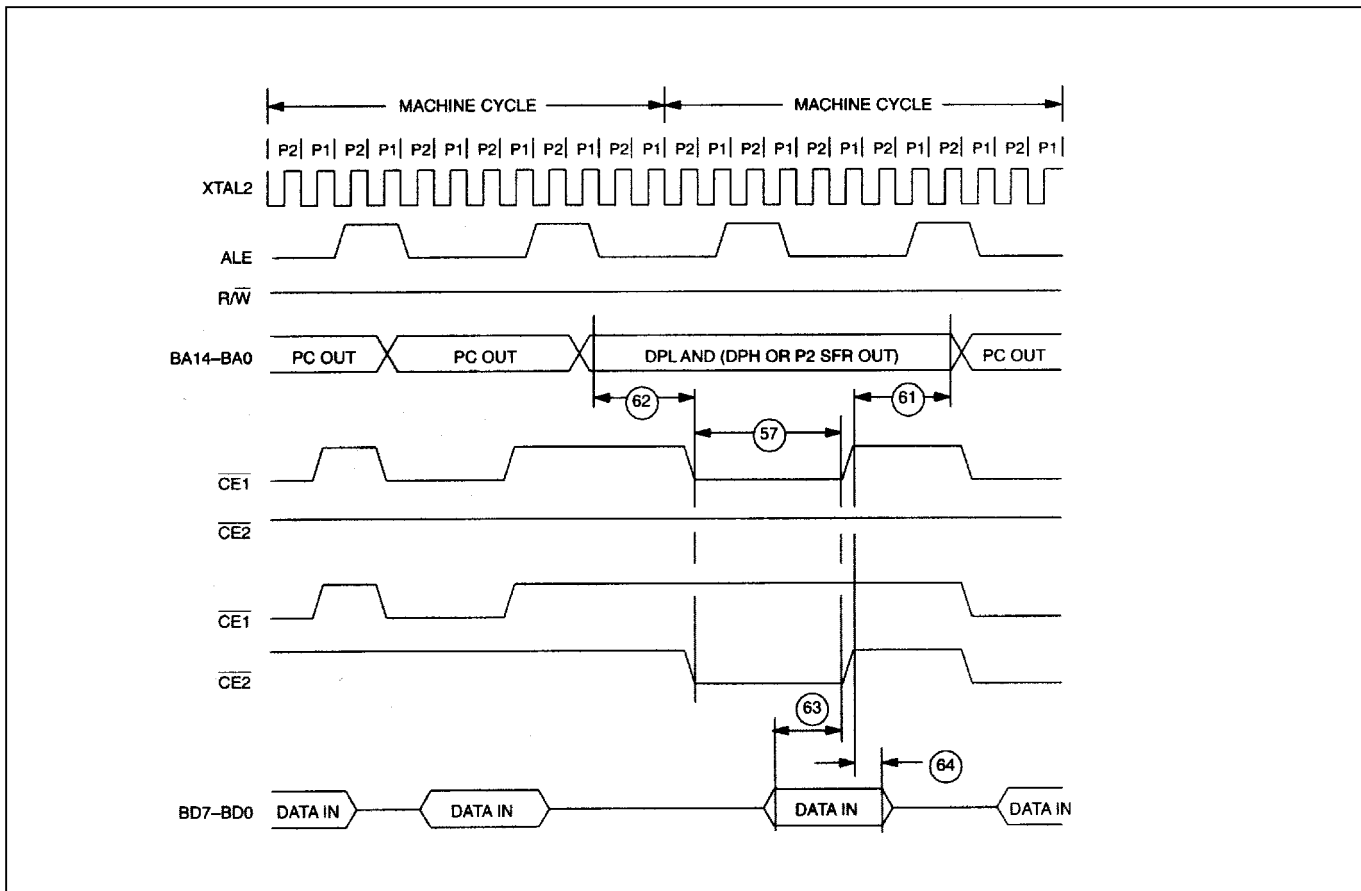 MACHINE CYCLE MACHINE CYCLE
P2 P1 P2 P1 P2 P1 P2 P1 P2 P1 P2 P1 P2 P1 P2 P1 P2 P1 P2 P1 P2 P1 P2 P1
XTAL2
ALE
R/W
BA14–BA0 PC OUT PC OUT DPL AND (DPH OR P2 SFR OUT) PC OUT
62 61
57
CE1
CE2
CE1
CE2
63
64
BD7–BD0 DATA IN DATA IN DATA IN DATA IN